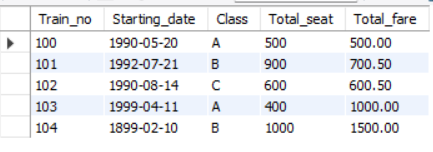 Train_no Starting_date Class Total_seat Total_fare
100 1990-05-20 A 500 500.00
101 1992-07-21 B 900 700.50
102 1990-08-14 C 600 600.50
103 1999-04-11 A 400 1000.00
104 1899-02-10 B 1000 1500.00